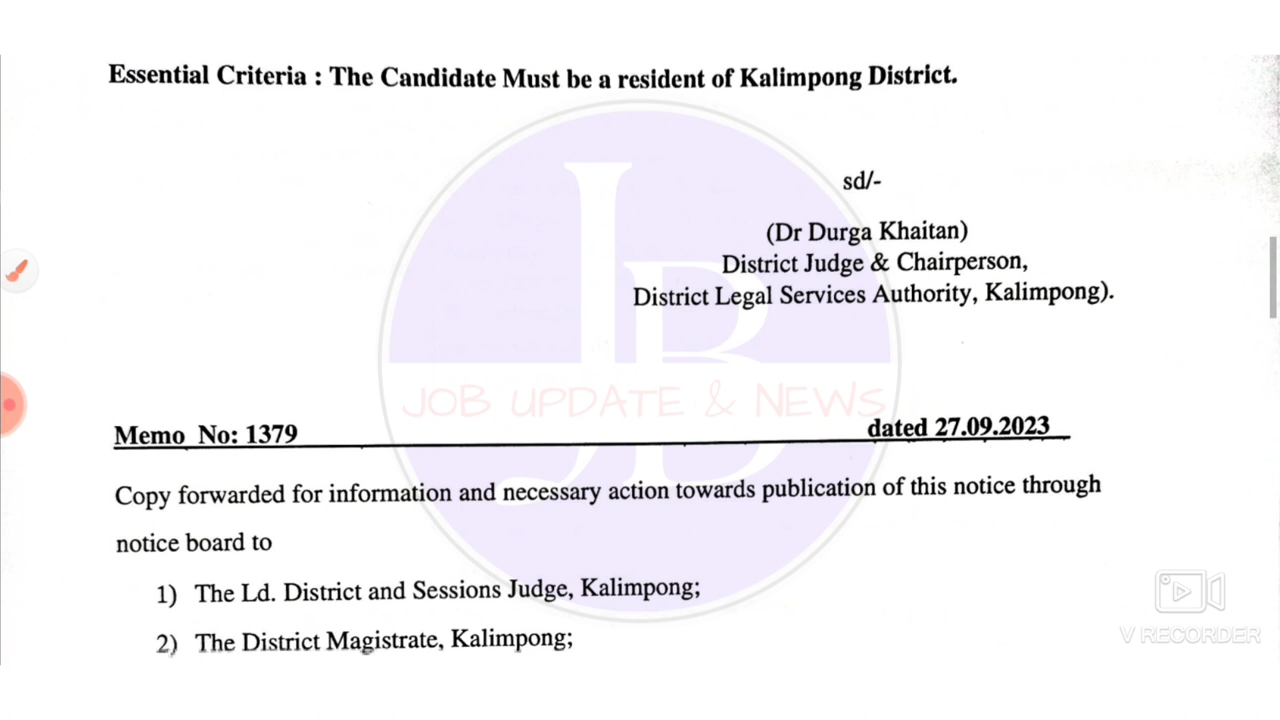 Essential Criteria : The Candidate Must be a resident of Kalimpong District.
sd/-
(Dr Durga Khaitan)
District Judge & Chairperson,
District Legal Services Authority, Kalimpong).
JOB UPDATE & NEWS
Memo No: 1379 dated 27.09.2023
Copy forwarded for information and necessary action towards publication of this notice through
notice board to
1) The Ld. District and Sessions Judge, Kalimpong;
2) The District Magistrate, Kalimpong;
V RECORDER